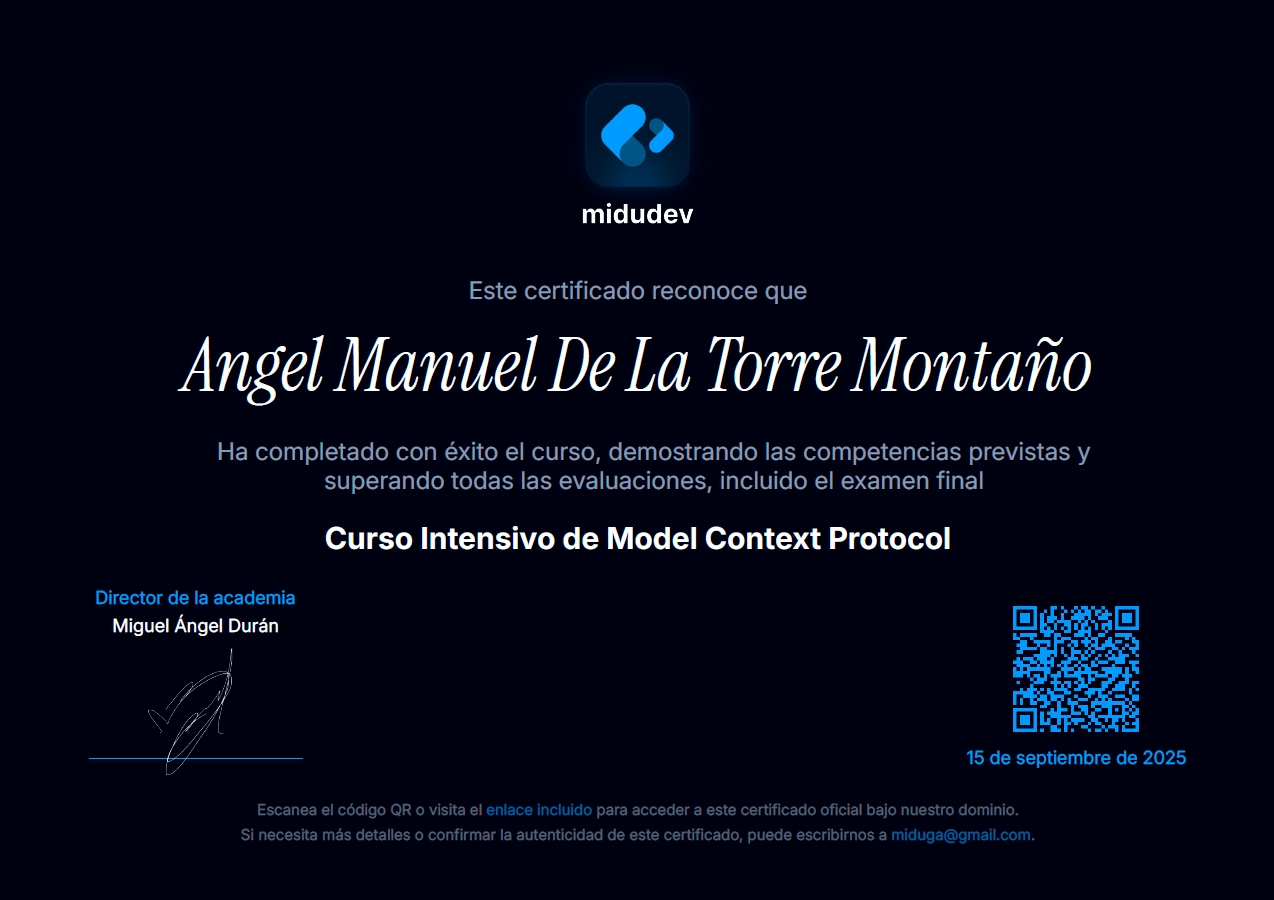 midudev
Este certificado reconoce que
Angel Manuel De La Torre Montaño
Ha completado con éxito el curso, demostrando las competencias previstas y
superando todas las evaluaciones, incluido el examen final
Curso Intensivo de Model Context Protocol
Director de la academia
Miguel Ángel Durán
15 de septiembre de 2025
Escanea el código QR o visita el enlace incluido para acceder a este certificado oficial bajo nuestro dominio.
Si necesita más detalles o confirmar la autenticidad de este certificado, puede escribirnos a miduga@gmail.com.